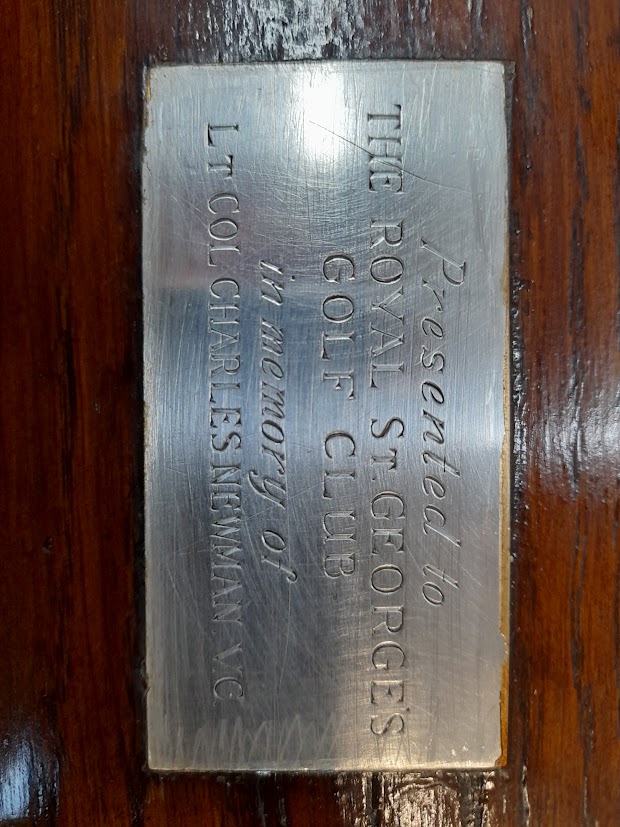 Presented to
THE ROYAL ST. GEORGE'S
GOLF CLUB
in memory of
LT COL CHARLES NEWMAN V.C